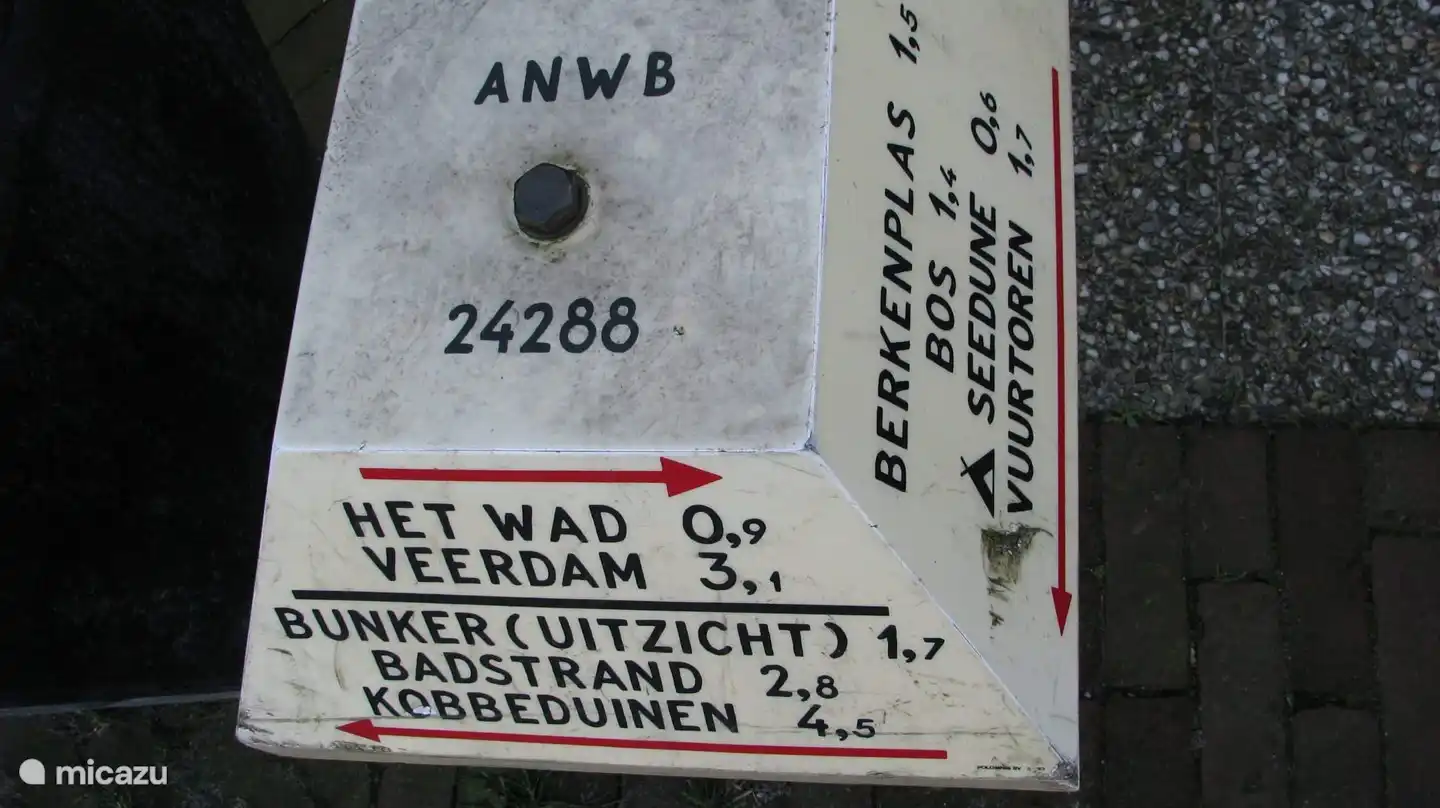 ANWB
24288
HET WAD 0,9
VEERDAM 3,1
BUNKER (UITZICHT) 1,7
BADSTRAND 2,8
KOBBEDUINEN 4,5
BERKENPLAS 1,5
BOS 1,4
SEEDUNE 0,6
VUURTOREN 1,7
micazu